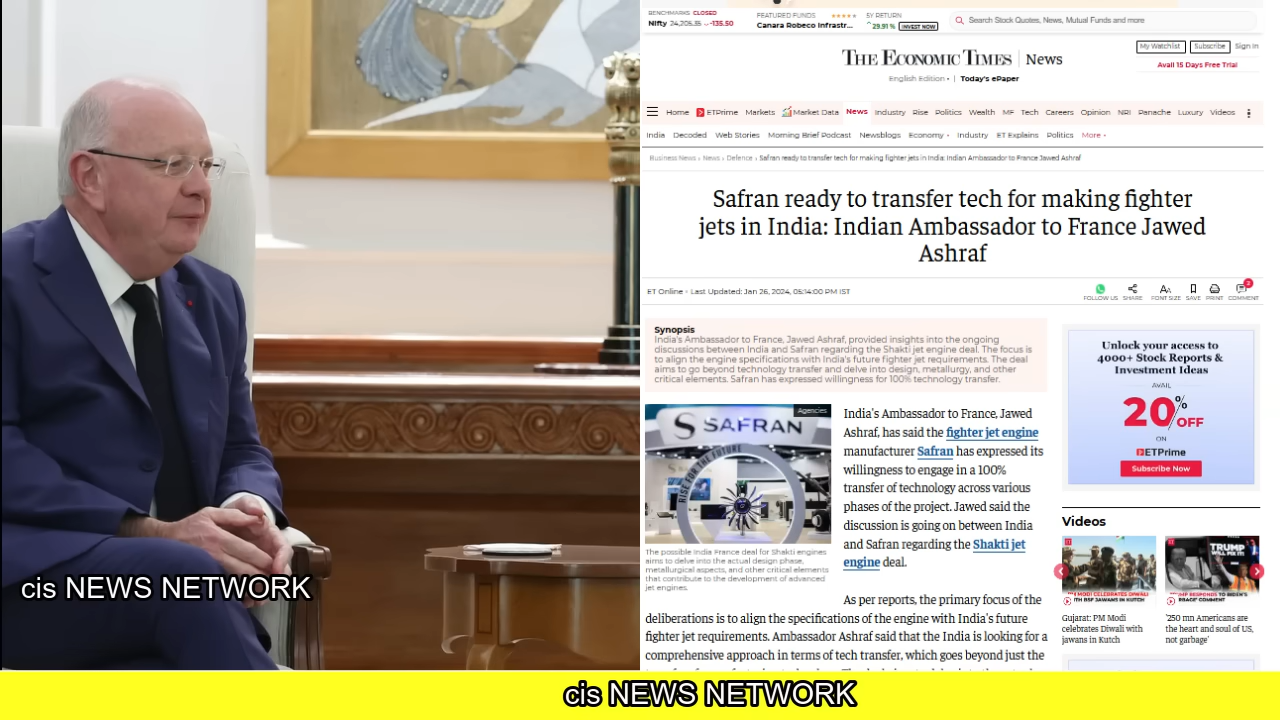 cis NEWS NETWORK
BENCHMARKS CLOSED
Nifty 24,205.35 -135.50
FEATURED FUNDS ★★★★★
Canara Robeco Infrastr...
5Y RETURN
29.91 % INVEST NOW
Search Stock Quotes, News, Mutual Funds and more
THE ECONOMIC TIMES | News
English Edition | Today's ePaper
My Watchlist Subscribe Sign In
Avail 15 Days Free Trial
Home ETPrime Markets Market Data News Industry Rise Politics Wealth MF Tech Careers Opinion NRI Panache Luxury Videos
India Decoded Web Stories Morning Brief Podcast Newsblogs Economy Industry ET Explains Politics More
Business News › News › Defence › Safran ready to transfer tech for making fighter jets in India: Indian Ambassador to France Jawed Ashraf
Safran ready to transfer tech for making fighter
jets in India: Indian Ambassador to France Jawed
Ashraf
ET Online • Last Updated: Jan 26, 2024, 05:14:00 PM IST
FOLLOW US SHARE FONT SIZE SAVE PRINT COMMENT
Synopsis
India's Ambassador to France, Jawed Ashraf, provided insights into the ongoing
discussions between India and Safran regarding the Shakti jet engine deal. The focus is
to align the engine specifications with India's future fighter jet requirements. The deal
aims to go beyond technology transfer and delve into design, metallurgy, and other
critical elements. Safran has expressed willingness for 100% technology transfer.
Agencies
SAFRAN
RISE FOR THE FUTURE
The possible India France deal for Shakti engines
aims to delve into the actual design phase,
metallurgical aspects, and other critical elements
that contribute to the development of advanced
jet engines.
India's Ambassador to France, Jawed
Ashraf, has said the fighter jet engine
manufacturer Safran has expressed its
willingness to engage in a 100%
transfer of technology across various
phases of the project. Jawed said the
discussion is going on between India
and Safran regarding the Shakti jet
engine deal.
As per reports, the primary focus of the
deliberations is to align the specifications of the engine with India's future
fighter jet requirements. Ambassador Ashraf said that the India is looking for a
comprehensive approach in terms of tech transfer, which goes beyond just the
Unlock your access to
4000+ Stock Reports &
Investment Ideas
AVAIL
20% OFF
ON
ETPrime
Subscribe Now
Videos
Gujarat: PM Modi
celebrates Diwali with
jawans in Kutch
TRUMP
WILL FIX IT!
'250 mn Americans are
the heart and soul of US,
not garbage'
cis NEWS NETWORK